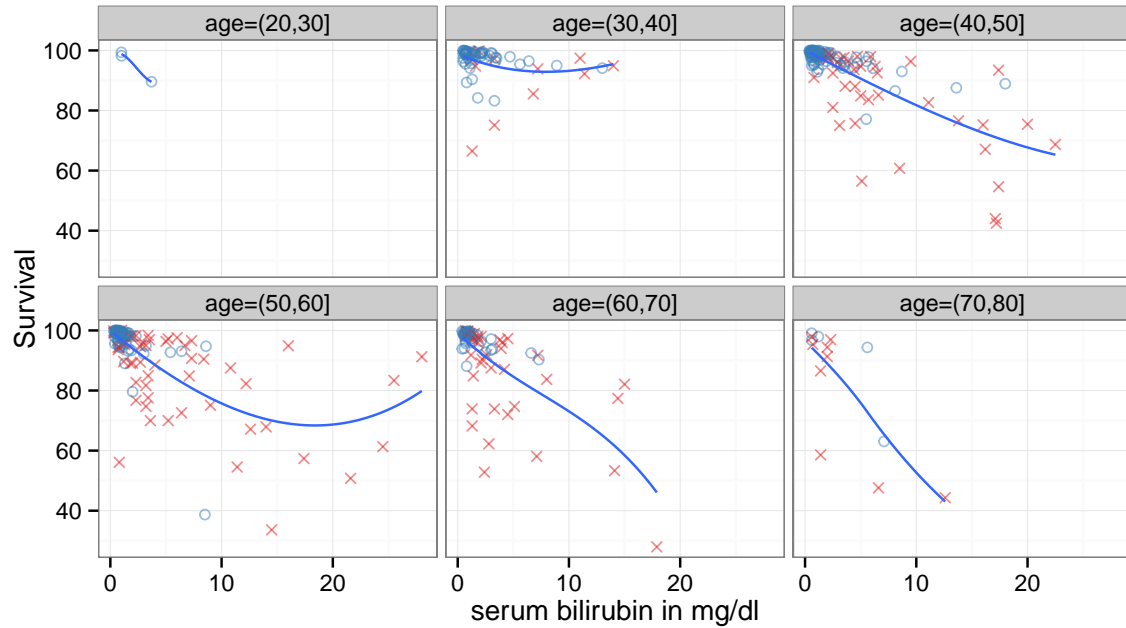 age=(20,30]
age=(30,40]
age=(40,50]
100
80
60
40
age=(50,60]
age=(60,70]
age=(70,80]
100
80
60
40
Survival
0 10 20
0 10 20
0 10 20
serum bilirubin in mg/dl